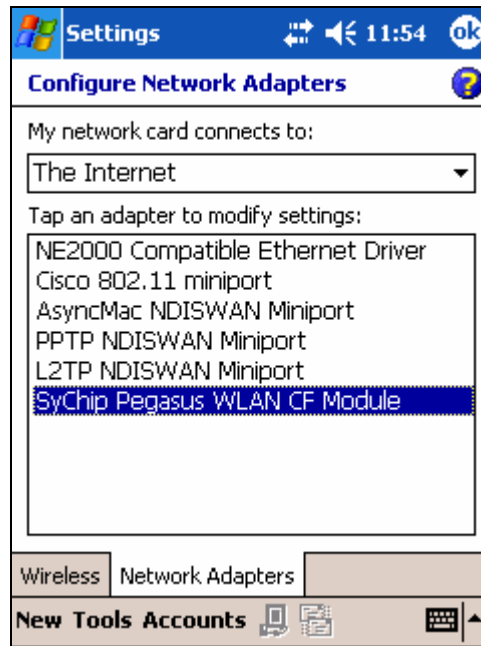 Settings 11:54 ok
Configure Network Adapters ?
My network card connects to:
The Internet
Tap an adapter to modify settings:
NE2000 Compatible Ethernet Driver
Cisco 802.11 miniport
AsyncMac NDISWAN Miniport
PPTP NDISWAN Miniport
L2TP NDISWAN Miniport
SyChip Pegasus WLAN CF Module
Wireless Network Adapters
New Tools Accounts